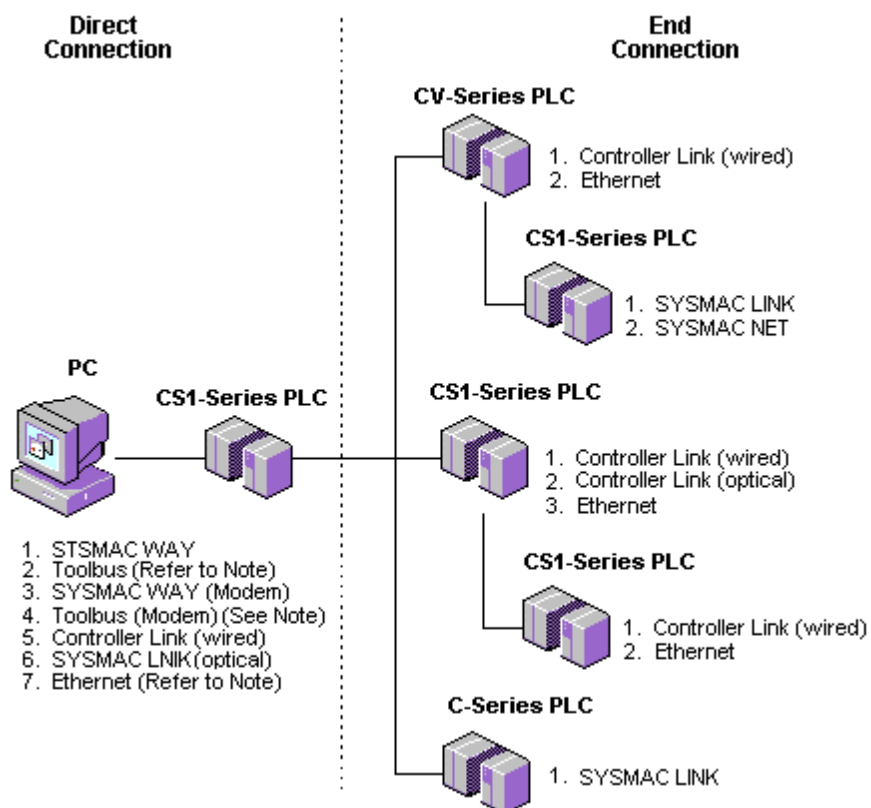 Direct
Connection
End
Connection
CV-Series PLC
1. Controller Link (wired)
2. Ethernet
CS1-Series PLC
1. SYSMAC LINK
2. SYSMAC NET
PC
CS1-Series PLC
1. STSMAC WAY
2. Toolbus (Refer to Note)
3. SYSMAC WAY (Modem)
4. Toolbus (Modem) (See Note)
5. Controller Link (wired)
6. SYSMAC LNIK (optical)
7. Ethernet (Refer to Note)
CS1-Series PLC
1. Controller Link (wired)
2. Controller Link (optical)
3. Ethernet
CS1-Series PLC
1. Controller Link (wired)
2. Ethernet
C-Series PLC
1. SYSMAC LINK